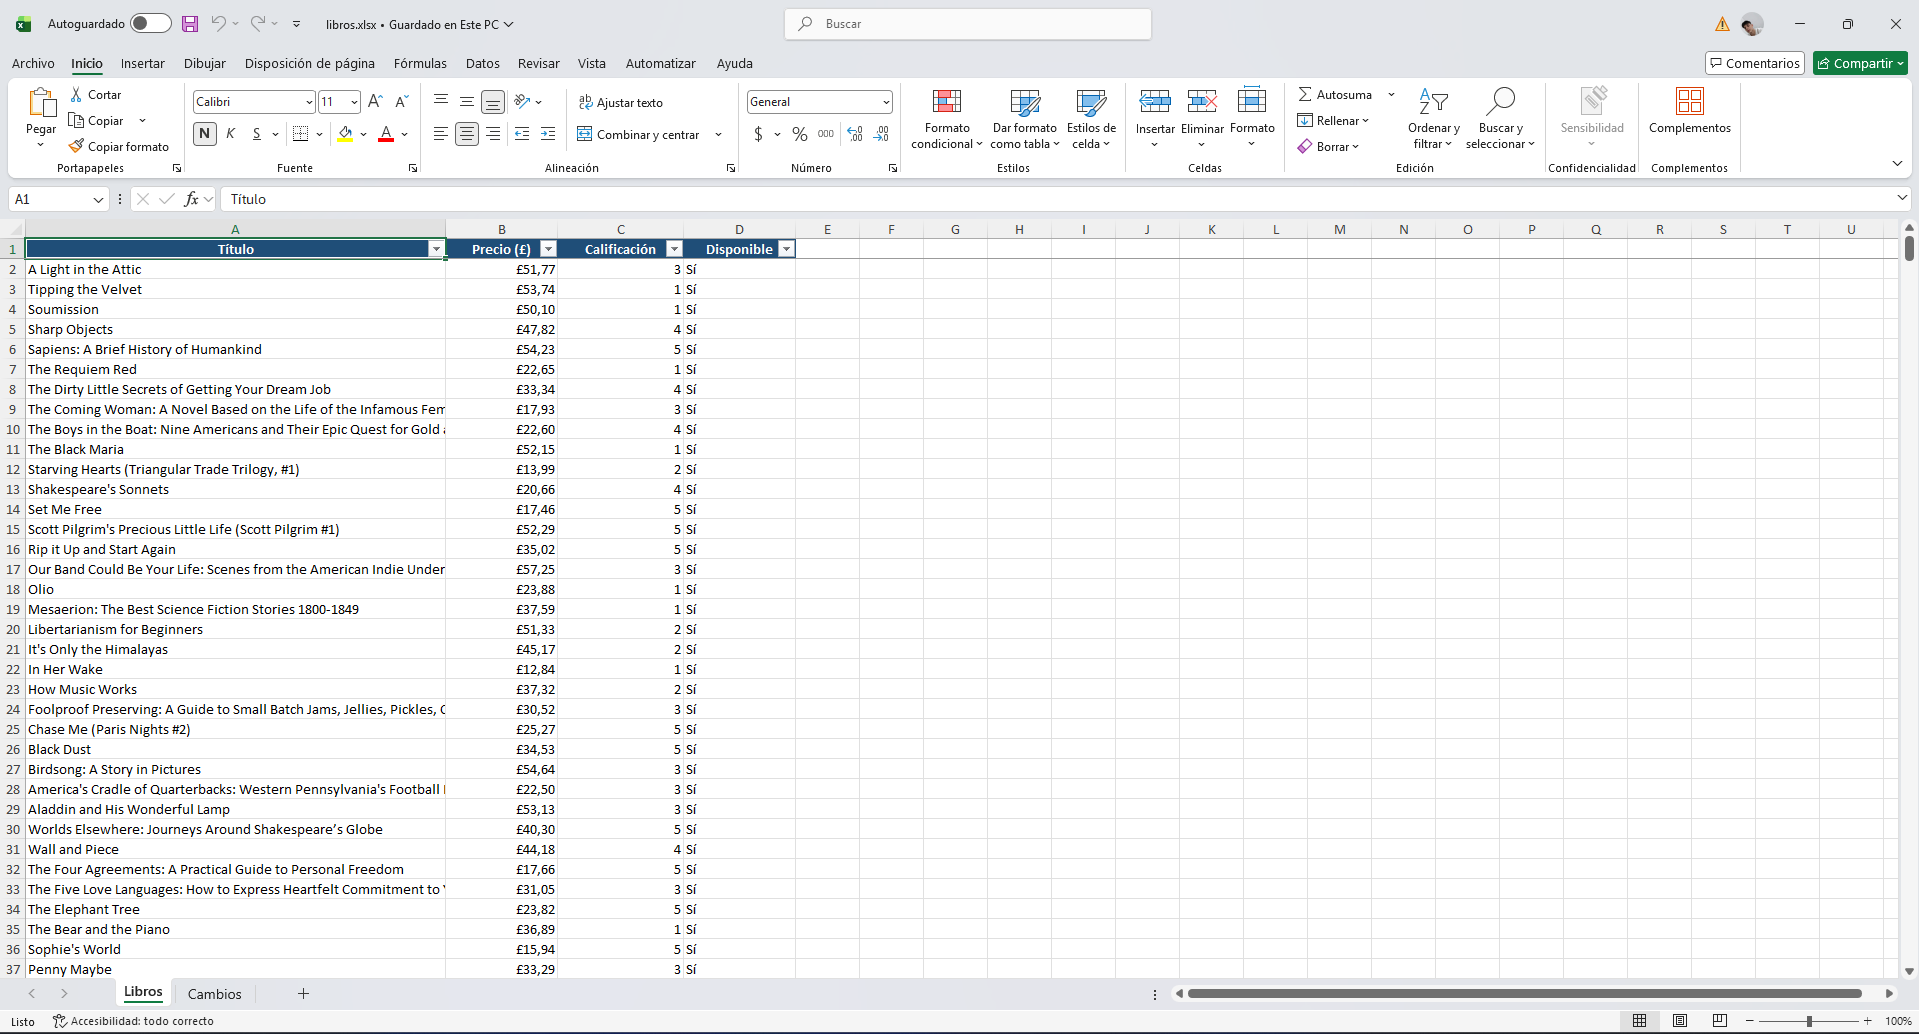 Autoguardado
libros.xlsx • Guardado en Este PC
Buscar
Archivo Inicio Insertar Dibujar Disposición de página Fórmulas Datos Revisar Vista Automatizar Ayuda
Comentarios Compartir
Pegar
Cortar
Copiar
Copiar formato
Portapapeles
Calibri 11
N K S
Fuente
Ajustar texto
Combinar y centrar
Alineación
General
$ % 000
Número
Formato condicional
Dar formato como tabla
Estilos de celda
Estilos
Insertar Eliminar Formato
Celdas
Autosuma
Rellenar
Borrar
Ordenar y filtrar
Buscar y seleccionar
Edición
Sensibilidad
Confidencialidad
Complementos
Complementos
A1 fx Título
A B C D E F G H I J K L M N O P Q R S T U
1 Título Precio (£) Calificación Disponible
2 A Light in the Attic £51,77 3 Sí
3 Tipping the Velvet £53,74 1 Sí
4 Soumission £50,10 1 Sí
5 Sharp Objects £47,82 4 Sí
6 Sapiens: A Brief History of Humankind £54,23 5 Sí
7 The Requiem Red £22,65 1 Sí
8 The Dirty Little Secrets of Getting Your Dream Job £33,34 4 Sí
9 The Coming Woman: A Novel Based on the Life of the Infamous Fem £17,93 3 Sí
10 The Boys in the Boat: Nine Americans and Their Epic Quest for Gold £22,60 4 Sí
11 The Black Maria £52,15 1 Sí
12 Starving Hearts (Triangular Trade Trilogy, #1) £13,99 2 Sí
13 Shakespeare's Sonnets £20,66 4 Sí
14 Set Me Free £17,46 5 Sí
15 Scott Pilgrim's Precious Little Life (Scott Pilgrim #1) £52,29 5 Sí
16 Rip it Up and Start Again £35,02 5 Sí
17 Our Band Could Be Your Life: Scenes from the American Indie Under £57,25 3 Sí
18 Olio £23,88 1 Sí
19 Mesaerion: The Best Science Fiction Stories 1800-1849 £37,59 1 Sí
20 Libertarianism for Beginners £51,33 2 Sí
21 It's Only the Himalayas £45,17 2 Sí
22 In Her Wake £12,84 1 Sí
23 How Music Works £37,32 2 Sí
24 Foolproof Preserving: A Guide to Small Batch Jams, Jellies, Pickles, £30,52 3 Sí
25 Chase Me (Paris Nights #2) £25,27 5 Sí
26 Black Dust £34,53 5 Sí
27 Birdsong: A Story in Pictures £54,64 3 Sí
28 America's Cradle of Quarterbacks: Western Pennsylvania's Football £22,50 3 Sí
29 Aladdin and His Wonderful Lamp £53,13 3 Sí
30 Worlds Elsewhere: Journeys Around Shakespeare’s Globe £40,30 5 Sí
31 Wall and Piece £44,18 4 Sí
32 The Four Agreements: A Practical Guide to Personal Freedom £17,66 5 Sí
33 The Five Love Languages: How to Express Heartfelt Commitment to £31,05 3 Sí
34 The Elephant Tree £23,82 5 Sí
35 The Bear and the Piano £36,89 1 Sí
36 Sophie's World £15,94 5 Sí
37 Penny Maybe £33,29 3 Sí
Libros Cambios
Listo Accesibilidad: todo correcto 100%